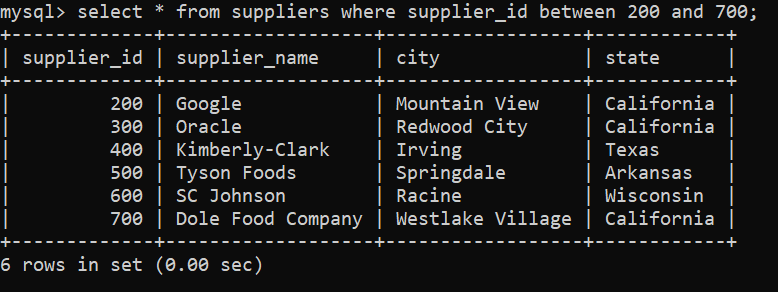 mysql> select * from suppliers where supplier_id between 200 and 700;
+-------------+-------------------+------------------+------------+
| supplier_id | supplier_name     | city             | state      |
+-------------+-------------------+------------------+------------+
|         200 | Google            | Mountain View    | California |
|         300 | Oracle            | Redwood City     | California |
|         400 | Kimberly-Clark    | Irving           | Texas      |
|         500 | Tyson Foods       | Springdale       | Arkansas   |
|         600 | SC Johnson        | Racine           | Wisconsin  |
|         700 | Dole Food Company | Westlake Village | California |
+-------------+-------------------+------------------+------------+
6 rows in set (0.00 sec)